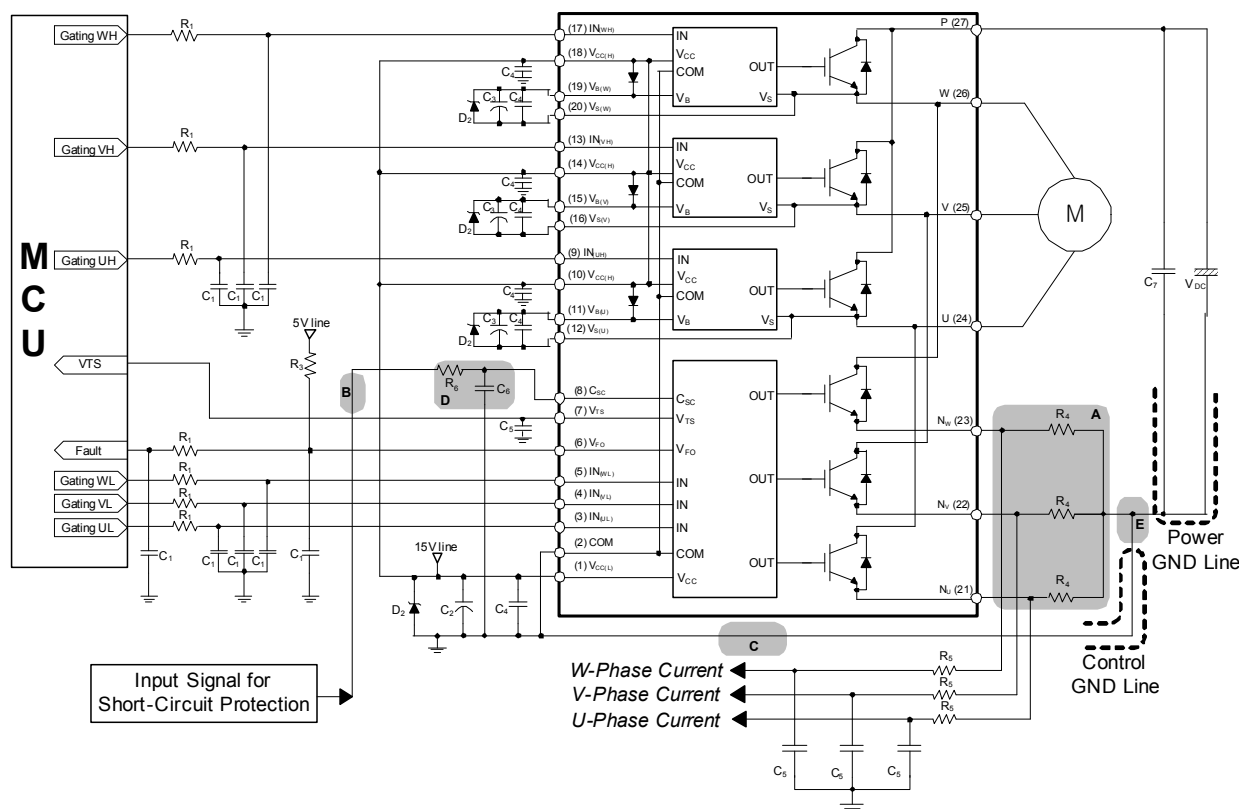 MCU
Gating WH
Gating VH
Gating UH
VTS
Fault
Gating WL
Gating VL
Gating UL
R1
R1
R1
C1
C1
C1
5V line
R3
R1
R1
R1
R1
C1
C1
C1
C1
C1
C4
C3
C4
D2
C4
C3
C4
D2
C4
C3
C4
D2
B
R6
D
C6
C5
15V line
D2
C2
C4
Input Signal for
Short-Circuit Protection
(17) IN(WH)
(18) VCC(H)
(19) VB(W)
(20) VS(W)
(13) IN(VH)
(14) VCC(H)
(15) VB(V)
(16) VS(V)
(9) IN(UH)
(10) VCC(H)
(11) VB(U)
(12) VS(U)
(8) CSC
(7) VTS
(6) VFO
(5) IN(WL)
(4) IN(VL)
(3) IN(UL)
(2) COM
(1) VCC(L)
IN
VCC
COM
VB
OUT
VS
IN
VCC
COM
VB
OUT
VS
IN
VCC
COM
VB
OUT
VS
CSC
VTS
VFO
IN
IN
IN
COM
VCC
OUT
OUT
OUT
P (27)
W (26)
V (25)
U (24)
NW (23)
NV (22)
NU (21)
M
C7
VDC
R4
A
R4
R4
E
Power
GND Line
Control
GND Line
C
W-Phase Current
V-Phase Current
U-Phase Current
R5
R5
R5
C5
C5
C5